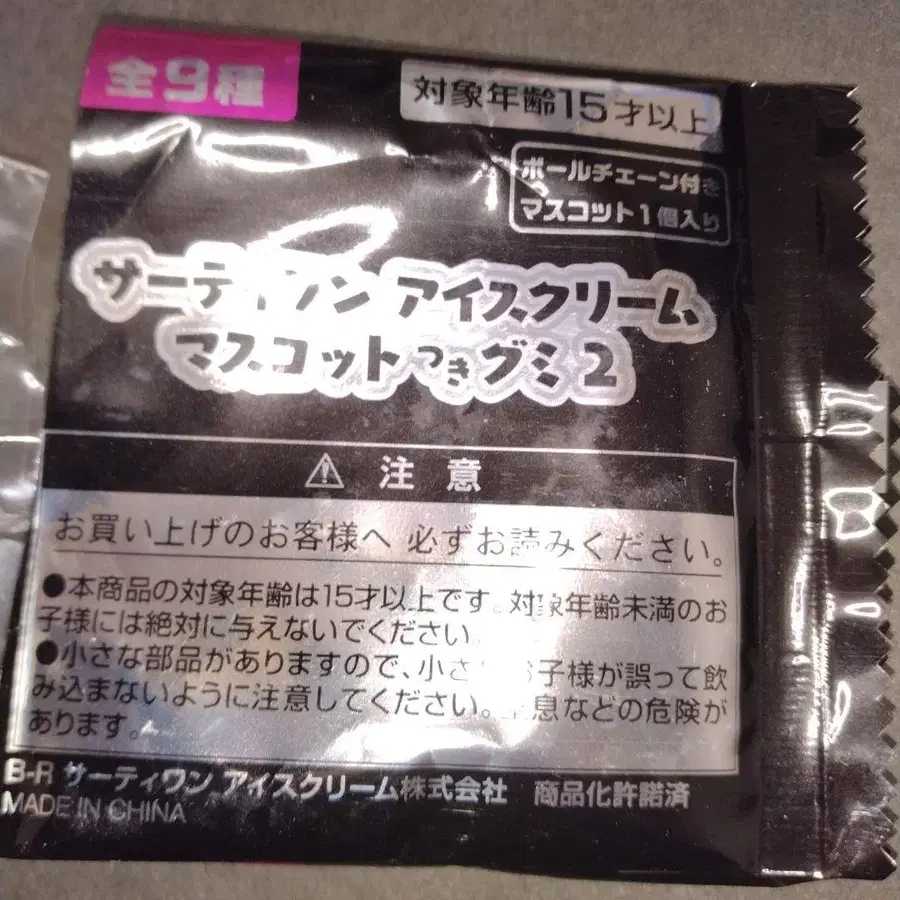 全9種
対象年齢15才以上
ボールチェーン付き
マスコット1個入り
サーティワン アイスクリーム
マスコットつきグミ2
⚠ 注意
お買い上げのお客様へ 必ずお読みください。
●本商品の対象年齢は15才以上です。対象年齢未満のお
子様には絶対に与えないでください。
●小さな部品がありますので、小さ お子様が誤って飲
み込まないように注意してください。 息などの危険が
あります。
B-R サーティワン アイスクリーム株式会社 商品化許諾済
MADE IN CHINA